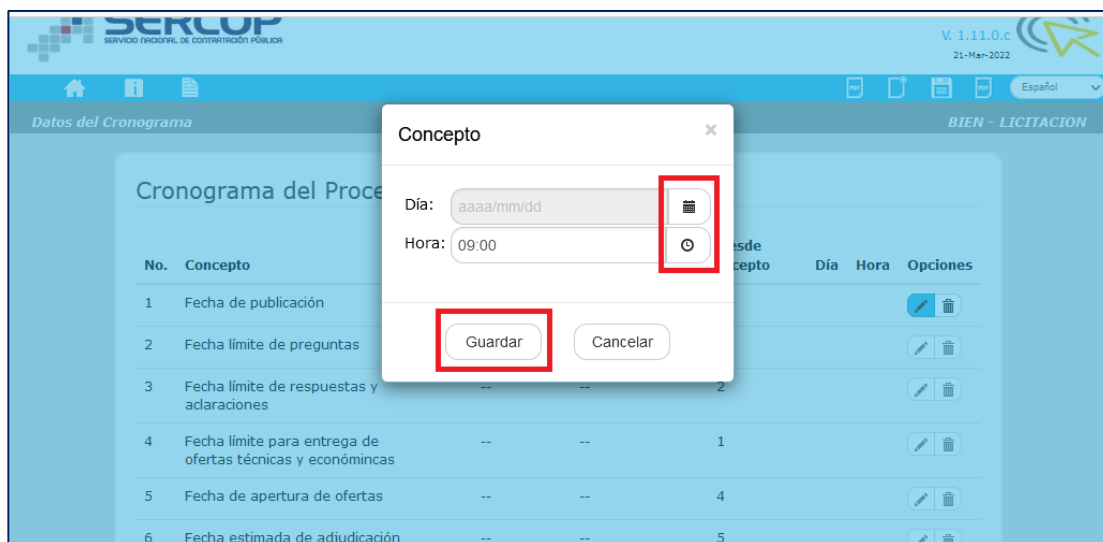 SERCOP
SERVICIO NACIONAL DE CONTRATACIÓN PÚBLICA
V. 1.11.0.c
21-Mar-2022
PDF
PDF
Español
Datos del Cronograma
BIEN - LICITACION
Concepto
×
Cronograma del Proce
Día:
aaaa/mm/dd
Hora:
09:00
No. Concepto
esde
cepto
Día Hora Opciones
1 Fecha de publicación
2 Fecha límite de preguntas
Guardar Cancelar
3 Fecha límite de respuestas y aclaraciones -- -- 2
4 Fecha límite para entrega de
ofertas técnicas y econónincas -- -- 1
5 Fecha de apertura de ofertas -- -- 4
6 Fecha estimada de adjudicación -- -- 5